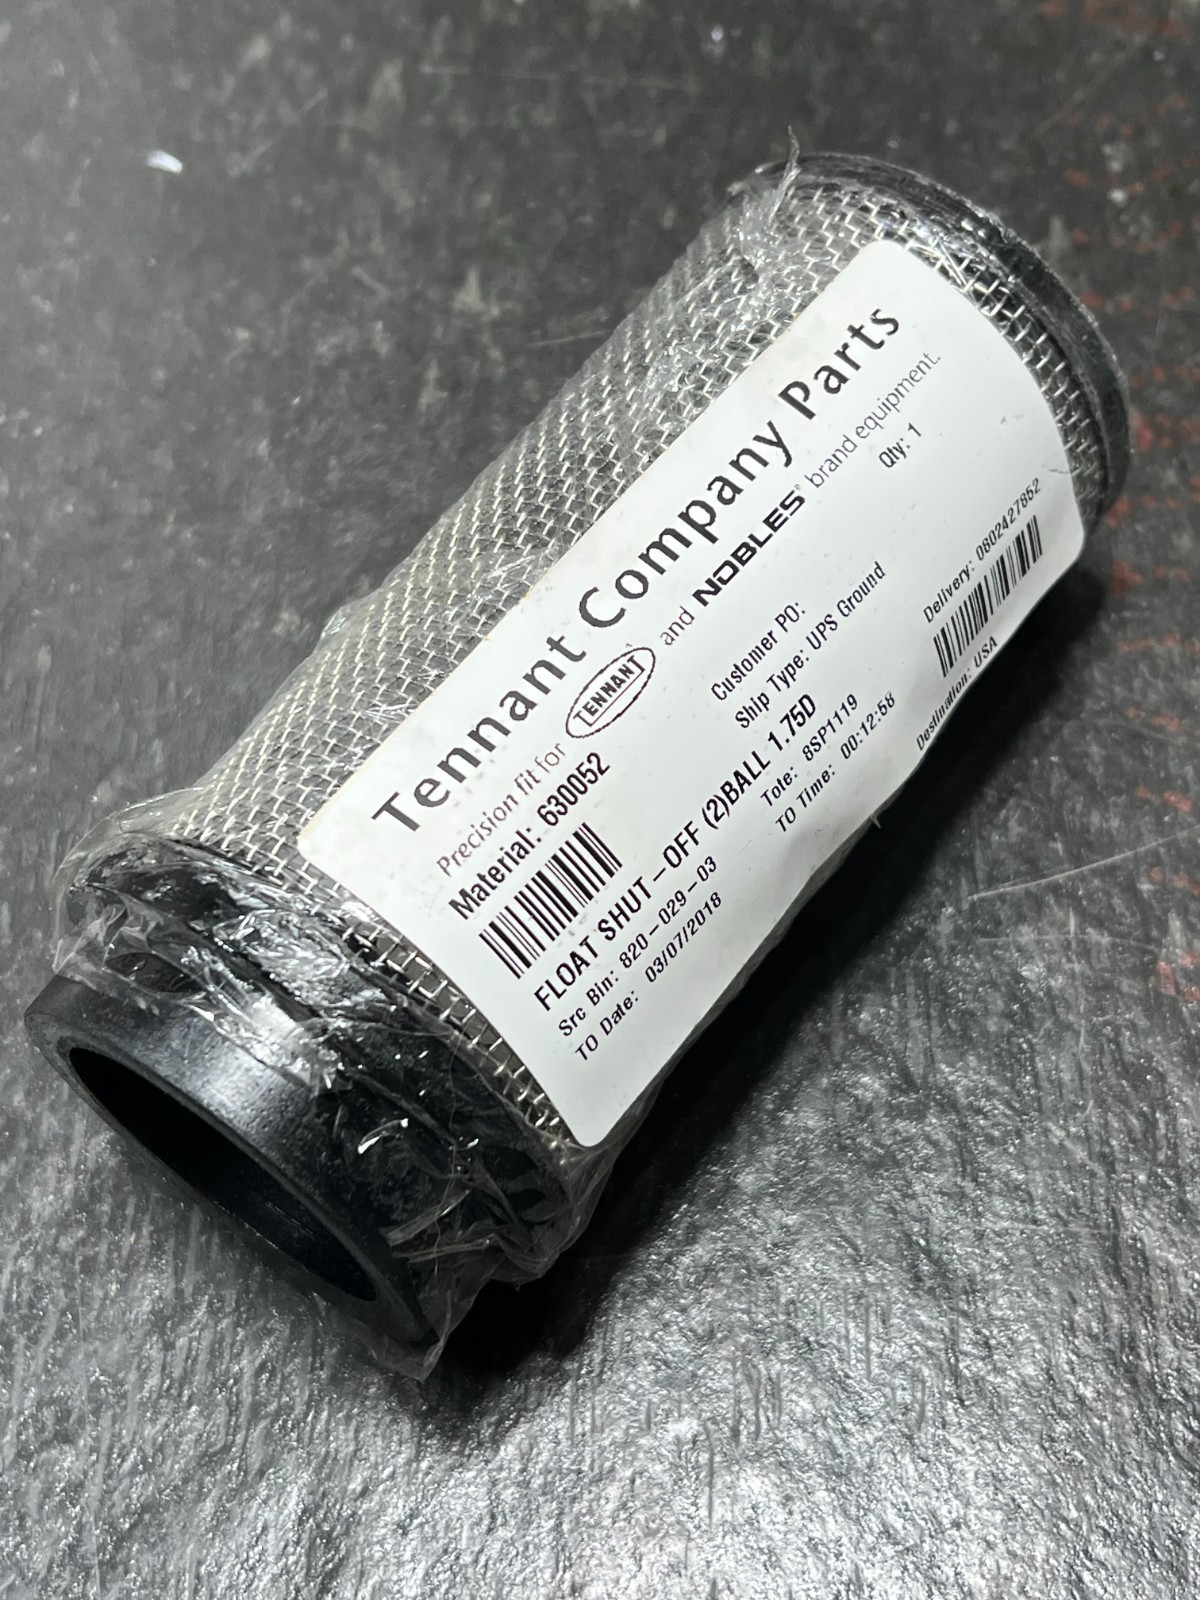 Tennant Company Parts
Precision fit for TENNANT and NOBLES® brand equipment.
Material: 630052
Qty: 1
FLOAT SHUT-OFF (2)BALL 1.75D
Customer PO:
Ship Type: UPS Ground
Delivery: 0802427852
Src Bin: 820-029-03
Tote: 8SP1119
Destination: USA
TO Date: 03/07/2018
TO Time: 00:12:58